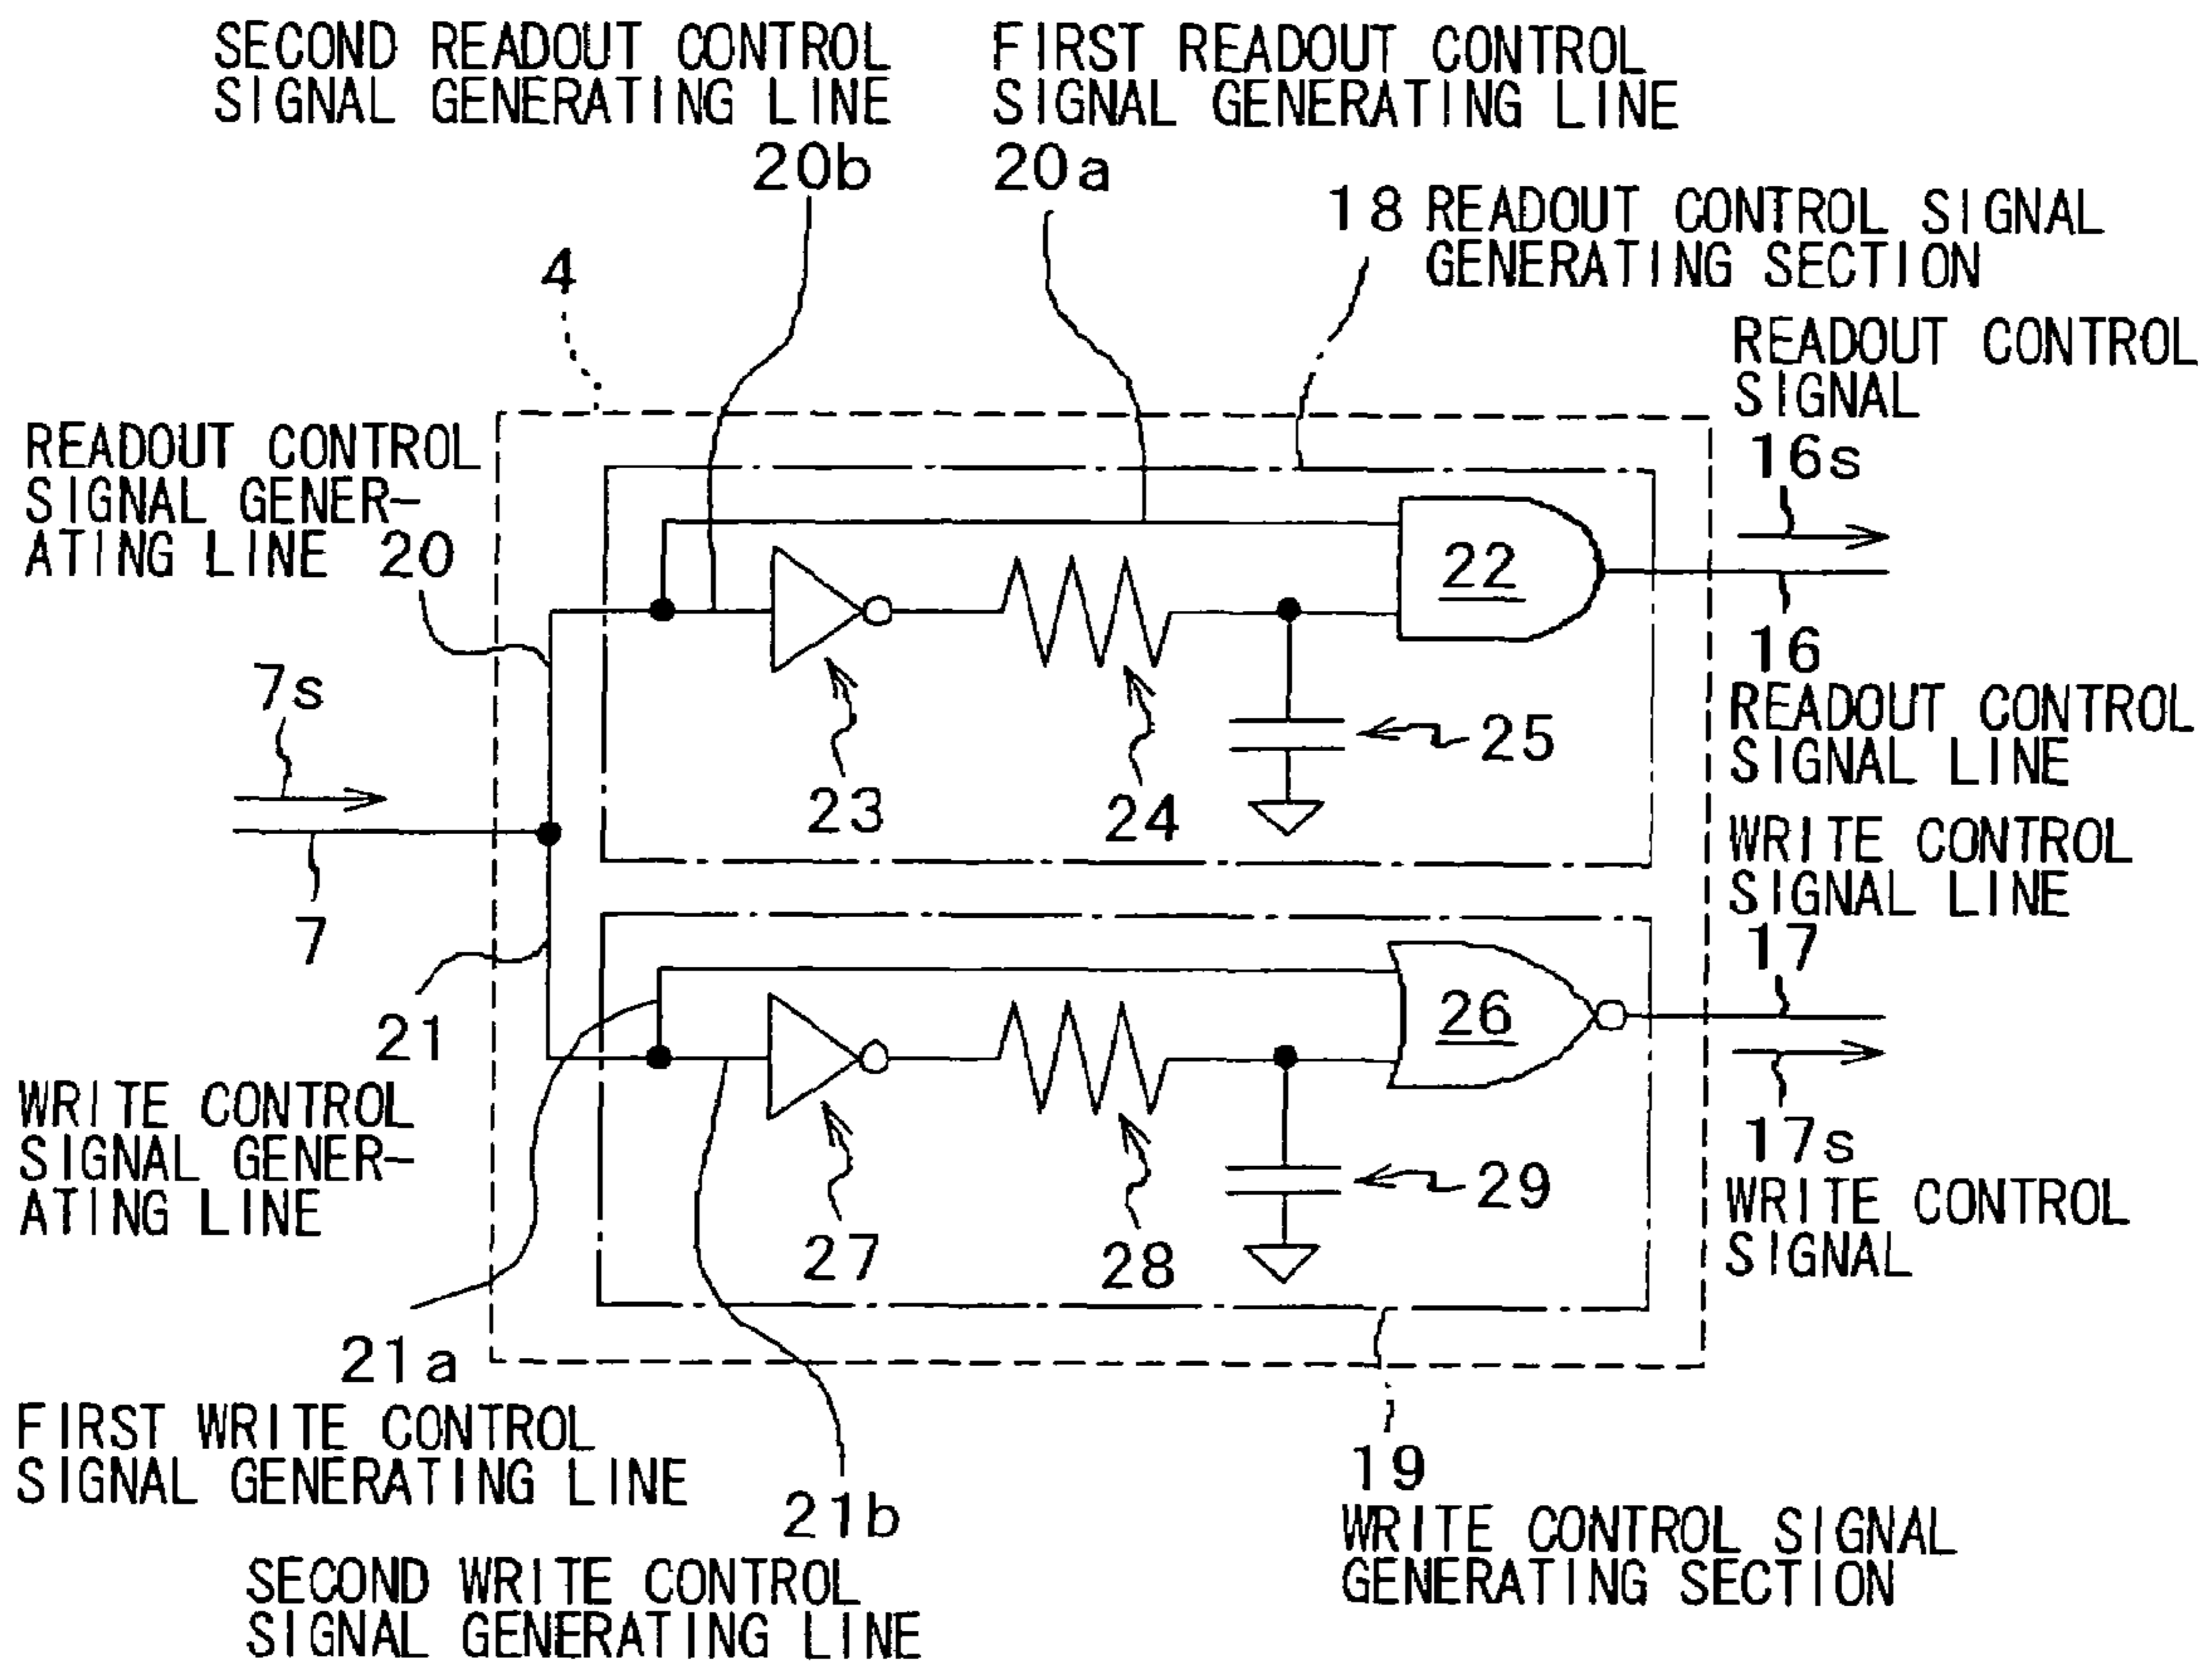 SECOND READOUT CONTROL
SIGNAL GENERATING LINE
20b
FIRST READOUT CONTROL
SIGNAL GENERATING LINE
20a
18 READOUT CONTROL SIGNAL
GENERATING SECTION
4
READOUT CONTROL
SIGNAL
16s
READOUT CONTROL
SIGNAL GENER-
ATING LINE 20
22
16
READOUT CONTROL
SIGNAL LINE
7s
23
24
25
7
WRITE CONTROL
SIGNAL LINE
17
21
WRITE CONTROL
SIGNAL GENER-
ATING LINE
26
27
28
29
17s
WRITE CONTROL
SIGNAL
21a
FIRST WRITE CONTROL
SIGNAL GENERATING LINE
21b
SECOND WRITE CONTROL
SIGNAL GENERATING LINE
19
WRITE CONTROL SIGNAL
GENERATING SECTION